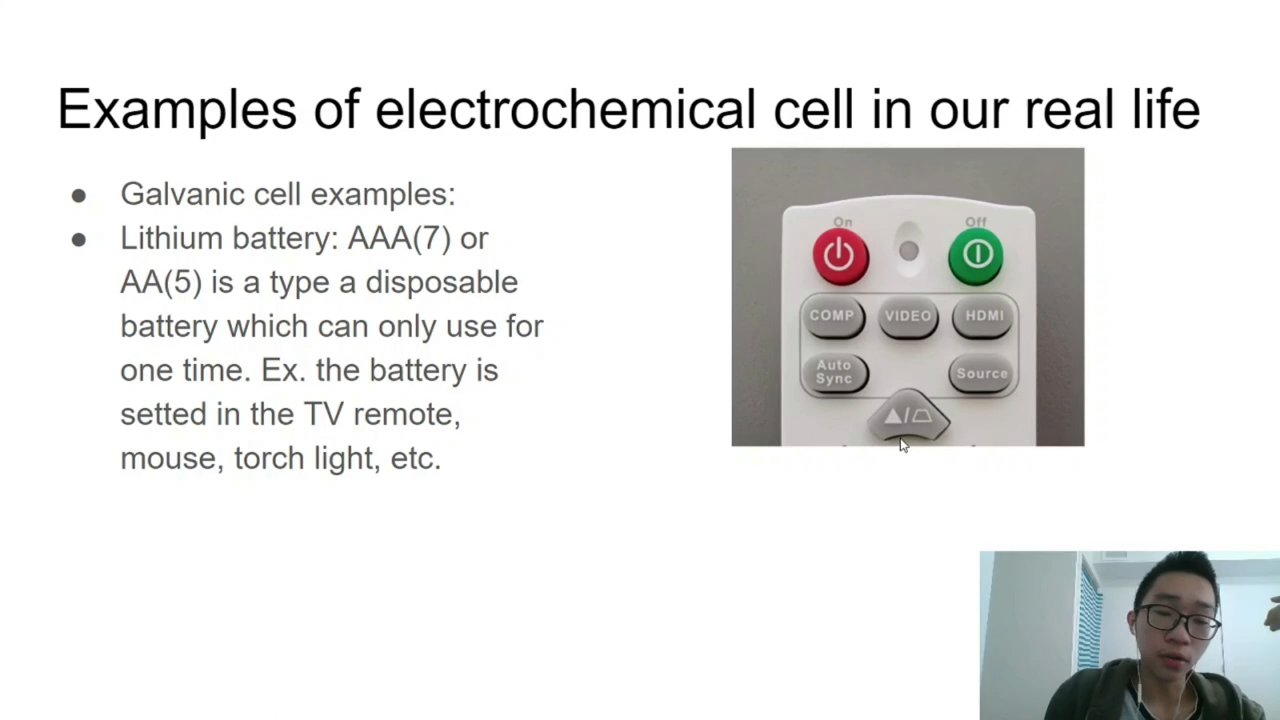 Examples of electrochemical cell in our real life
● Galvanic cell examples:
● Lithium battery: AAA(7) or
AA(5) is a type a disposable
battery which can only use for
one time. Ex. the battery is
setted in the TV remote,
mouse, torch light, etc.
On Off
COMP VIDEO HDMI
Auto
Sync
Source